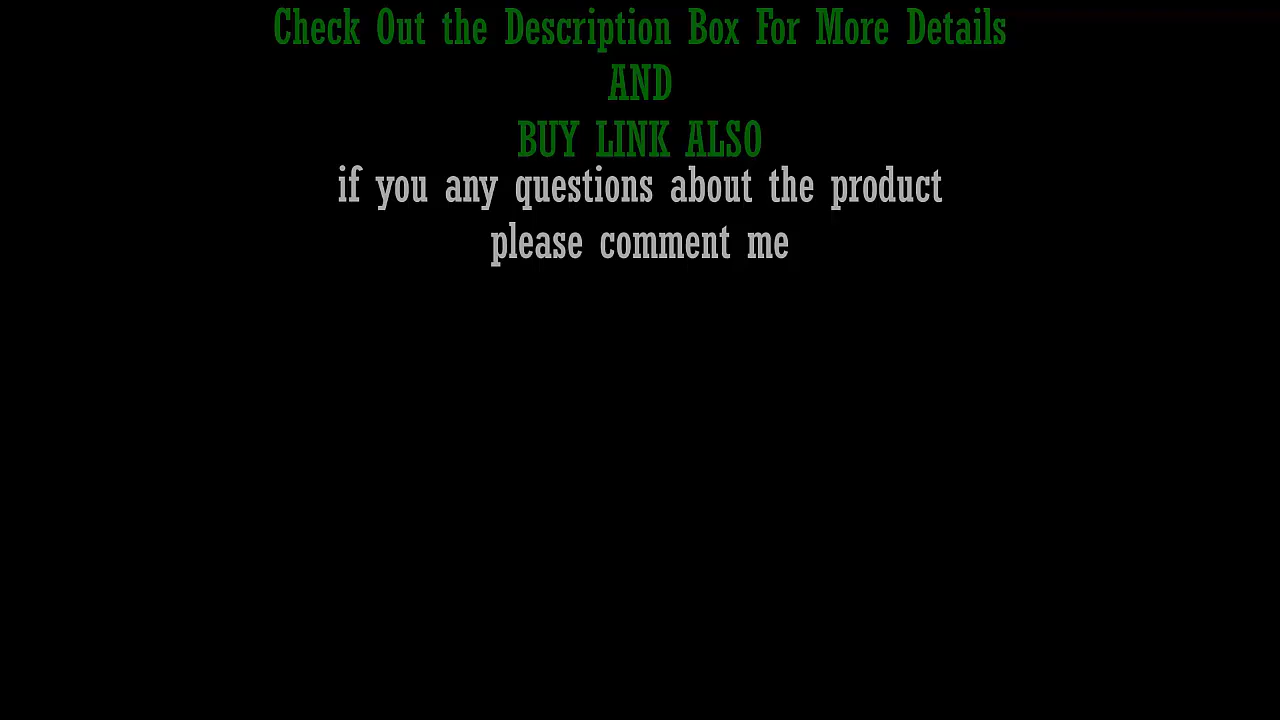 Check Out the Description Box For More Details
AND
BUY LINK ALSO
if you any questions about the product
please comment me